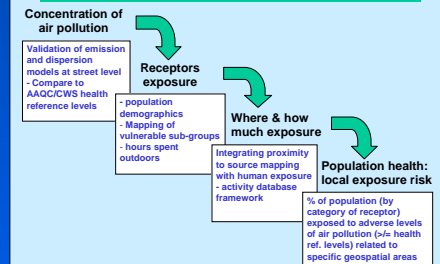 Concentration of
air pollution
Validation of emission
and dispersion
models at street level
- Compare to
AAQC/CWS health
reference levels
Receptors
exposure
- population
demographics
- Mapping of
vulnerable sub-groups
- hours spent
outdoors
Where & how
much exposure
Integrating proximity
to source mapping
with human exposure
- activity database
framework
Population health:
local exposure risk
% of population (by
category of receptor)
exposed to adverse levels
of air pollution (>/= health
ref. levels) related to
specific geospatial areas